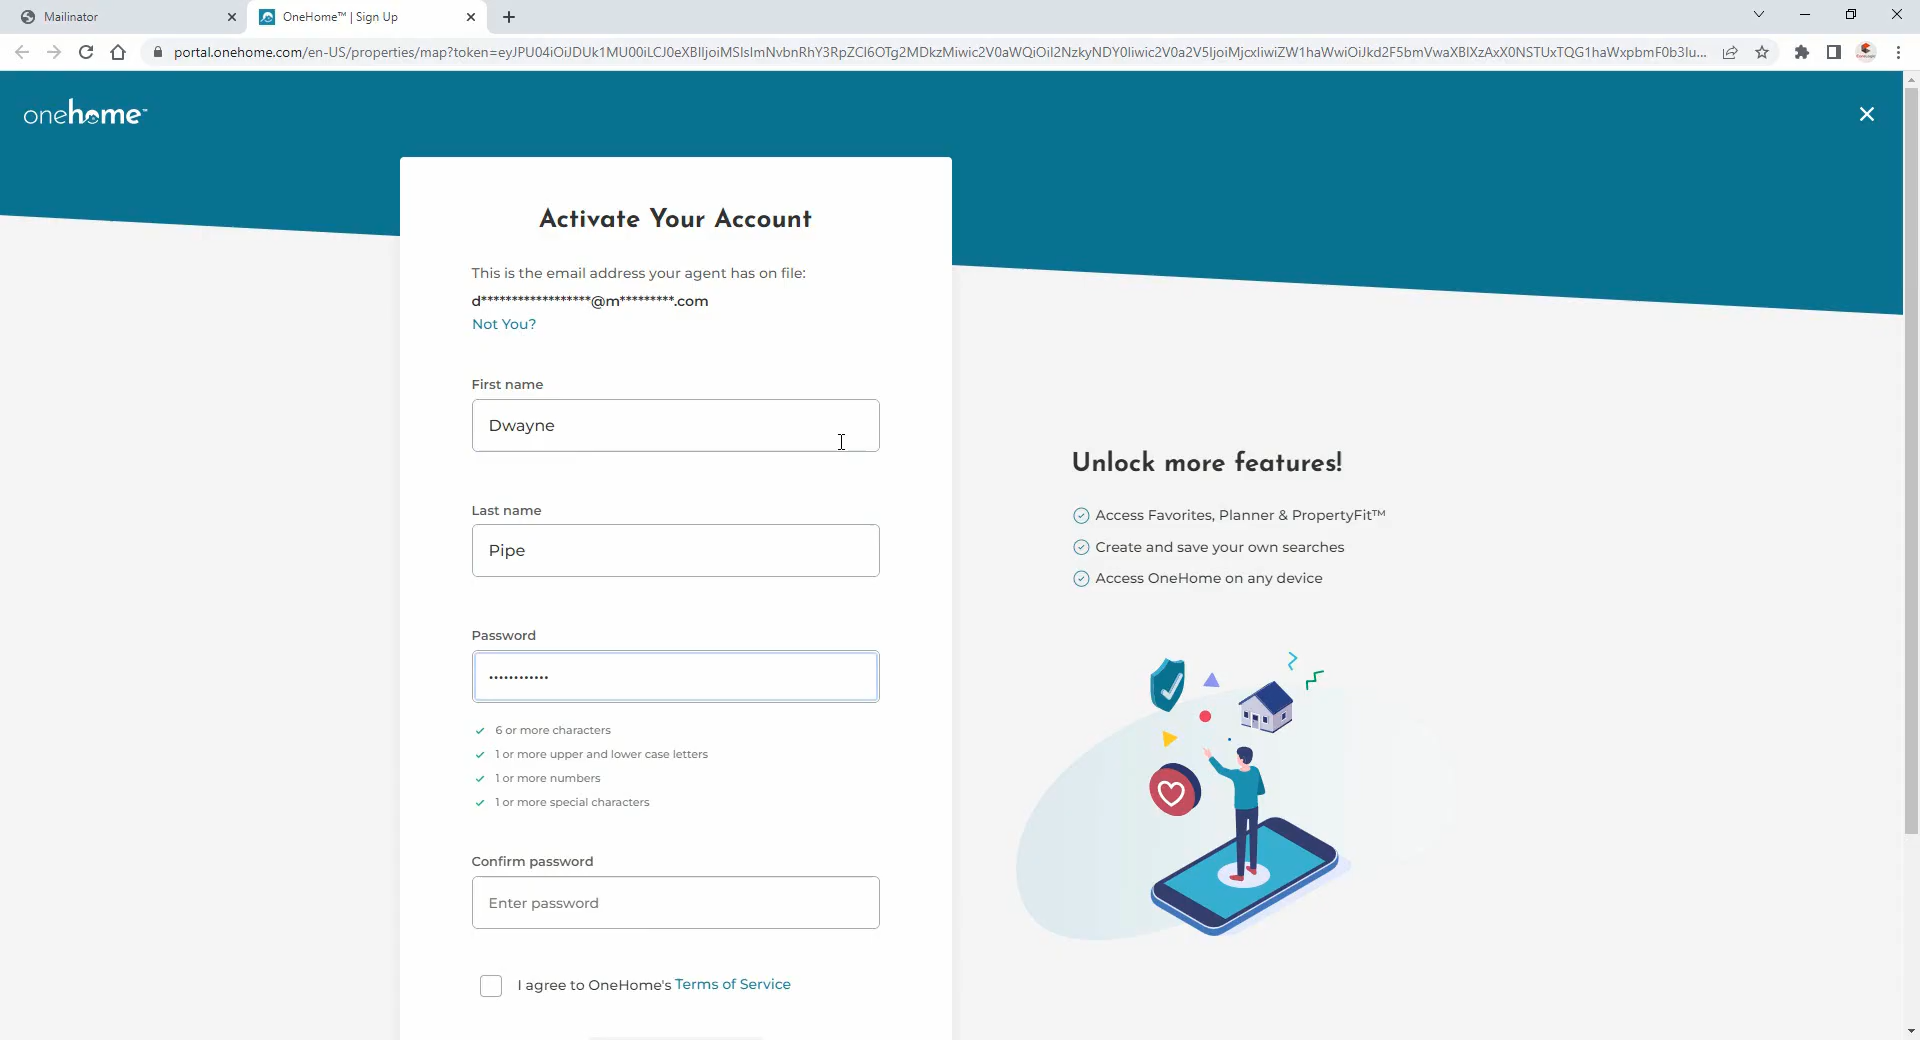 Mailinator
OneHome™ | Sign Up
onehome™
Activate Your Account
This is the email address your agent has on file:
d******************@m*********.com
Not You?
First name
Dwayne
Last name
Pipe
Password
••••••••••••
6 or more characters
1 or more upper and lower case letters
1 or more numbers
1 or more special characters
Confirm password
Enter password
I agree to OneHome's Terms of Service
Unlock more features!
Access Favorites, Planner & PropertyFit™
Create and save your own searches
Access OneHome on any device